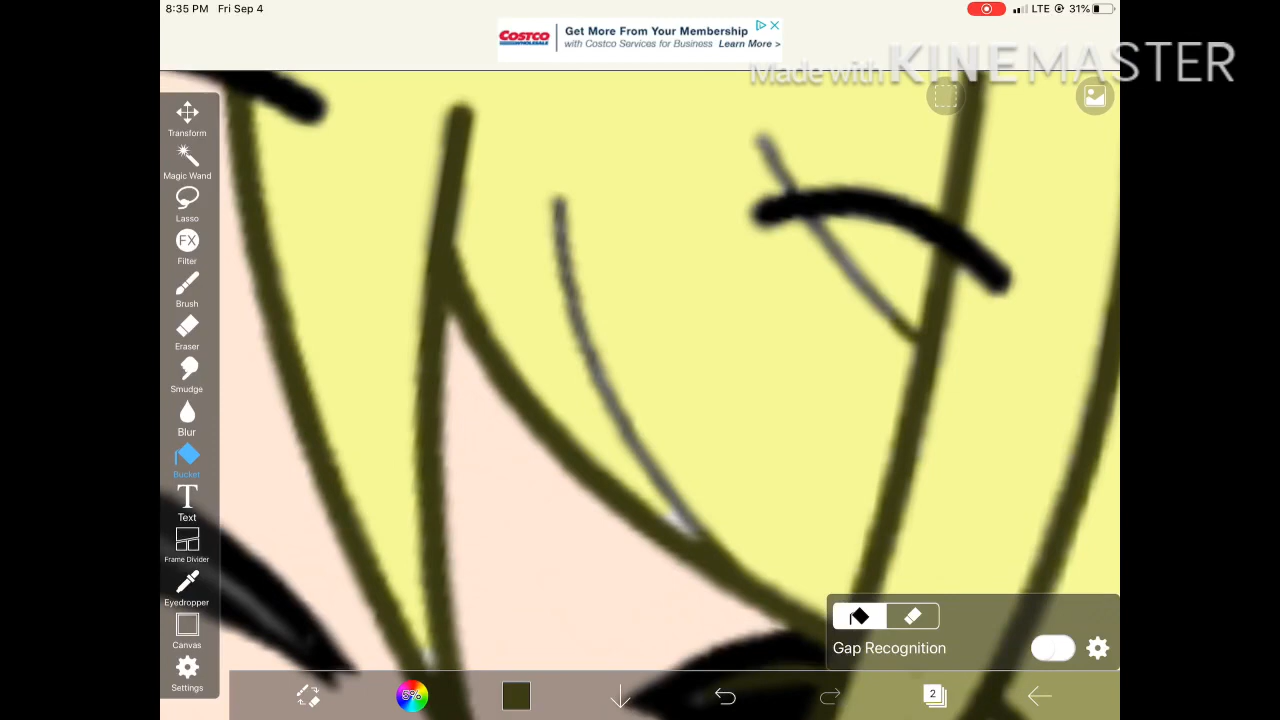 8:35 PM Fri Sep 4
LTE 31%
COSTCO
WHOLESALE
Get More From Your Membership
with Costco Services for Business Learn More >
Made with KINEMASTER
Transform
Magic Wand
Lasso
FX
Filter
Brush
Eraser
Smudge
Blur
Bucket
T
Text
Frame Divider
Eyedropper
Canvas
Settings
Gap Recognition
5%
2